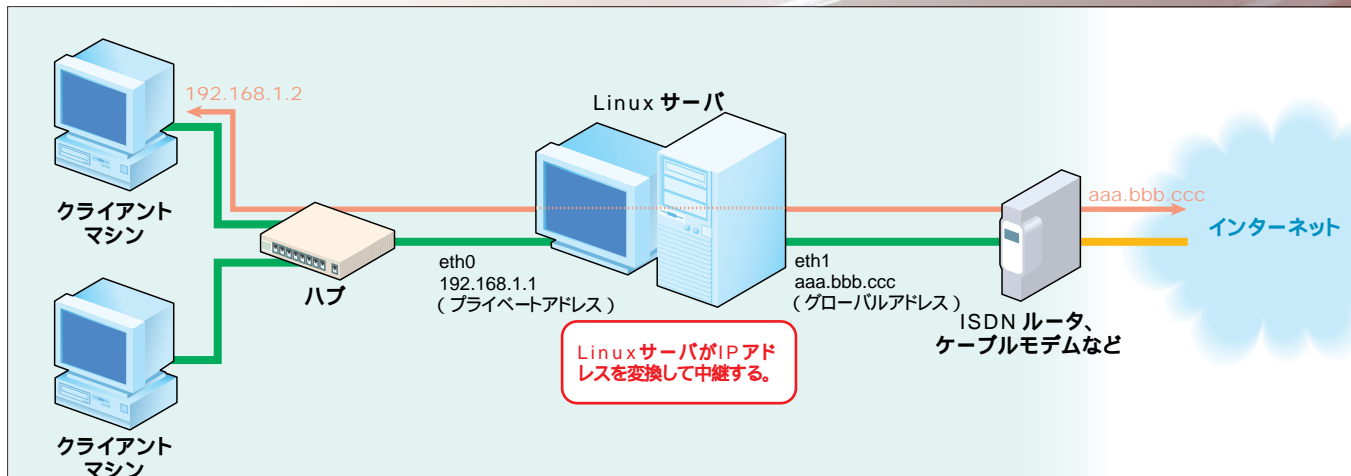 192.168.1.2
クライアント
マシン
ハブ
Linux サーバ
eth0
192.168.1.1
(プライベートアドレス)
eth1
aaa.bbb.ccc
(グローバルアドレス)
LinuxサーバがIPアド
レスを変換して中継する。
aaa.bbb.ccc
インターネット
ISDN ルータ、
ケーブルモデムなど
クライアント
マシン